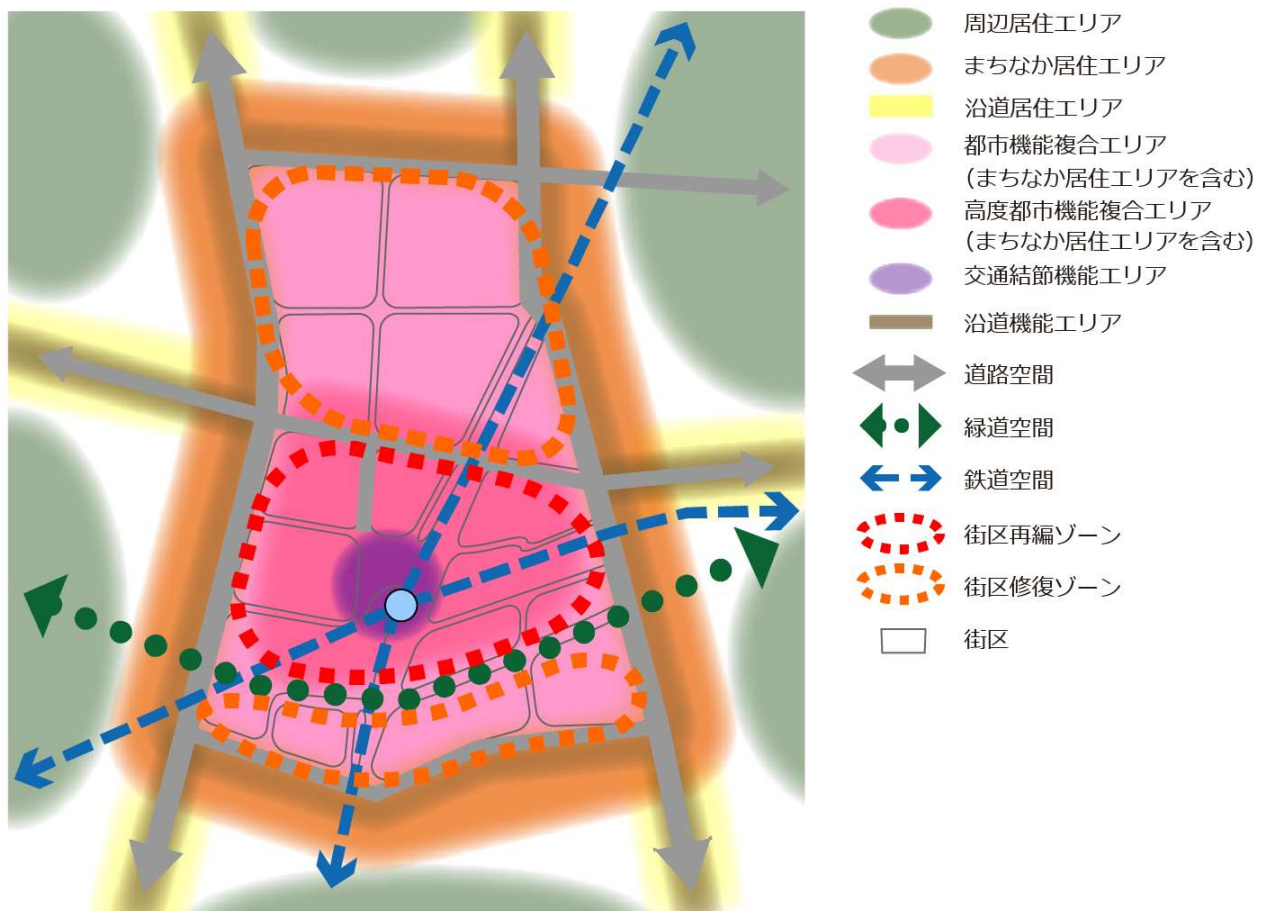 周辺居住エリア
まちなか居住エリア
沿道居住エリア
都市機能複合エリア
(まちなか居住エリアを含む)
高度都市機能複合エリア
(まちなか居住エリアを含む)
交通結節機能エリア
沿道機能エリア
道路空間
緑道空間
鉄道空間
街区再編ゾーン
街区修復ゾーン
街区